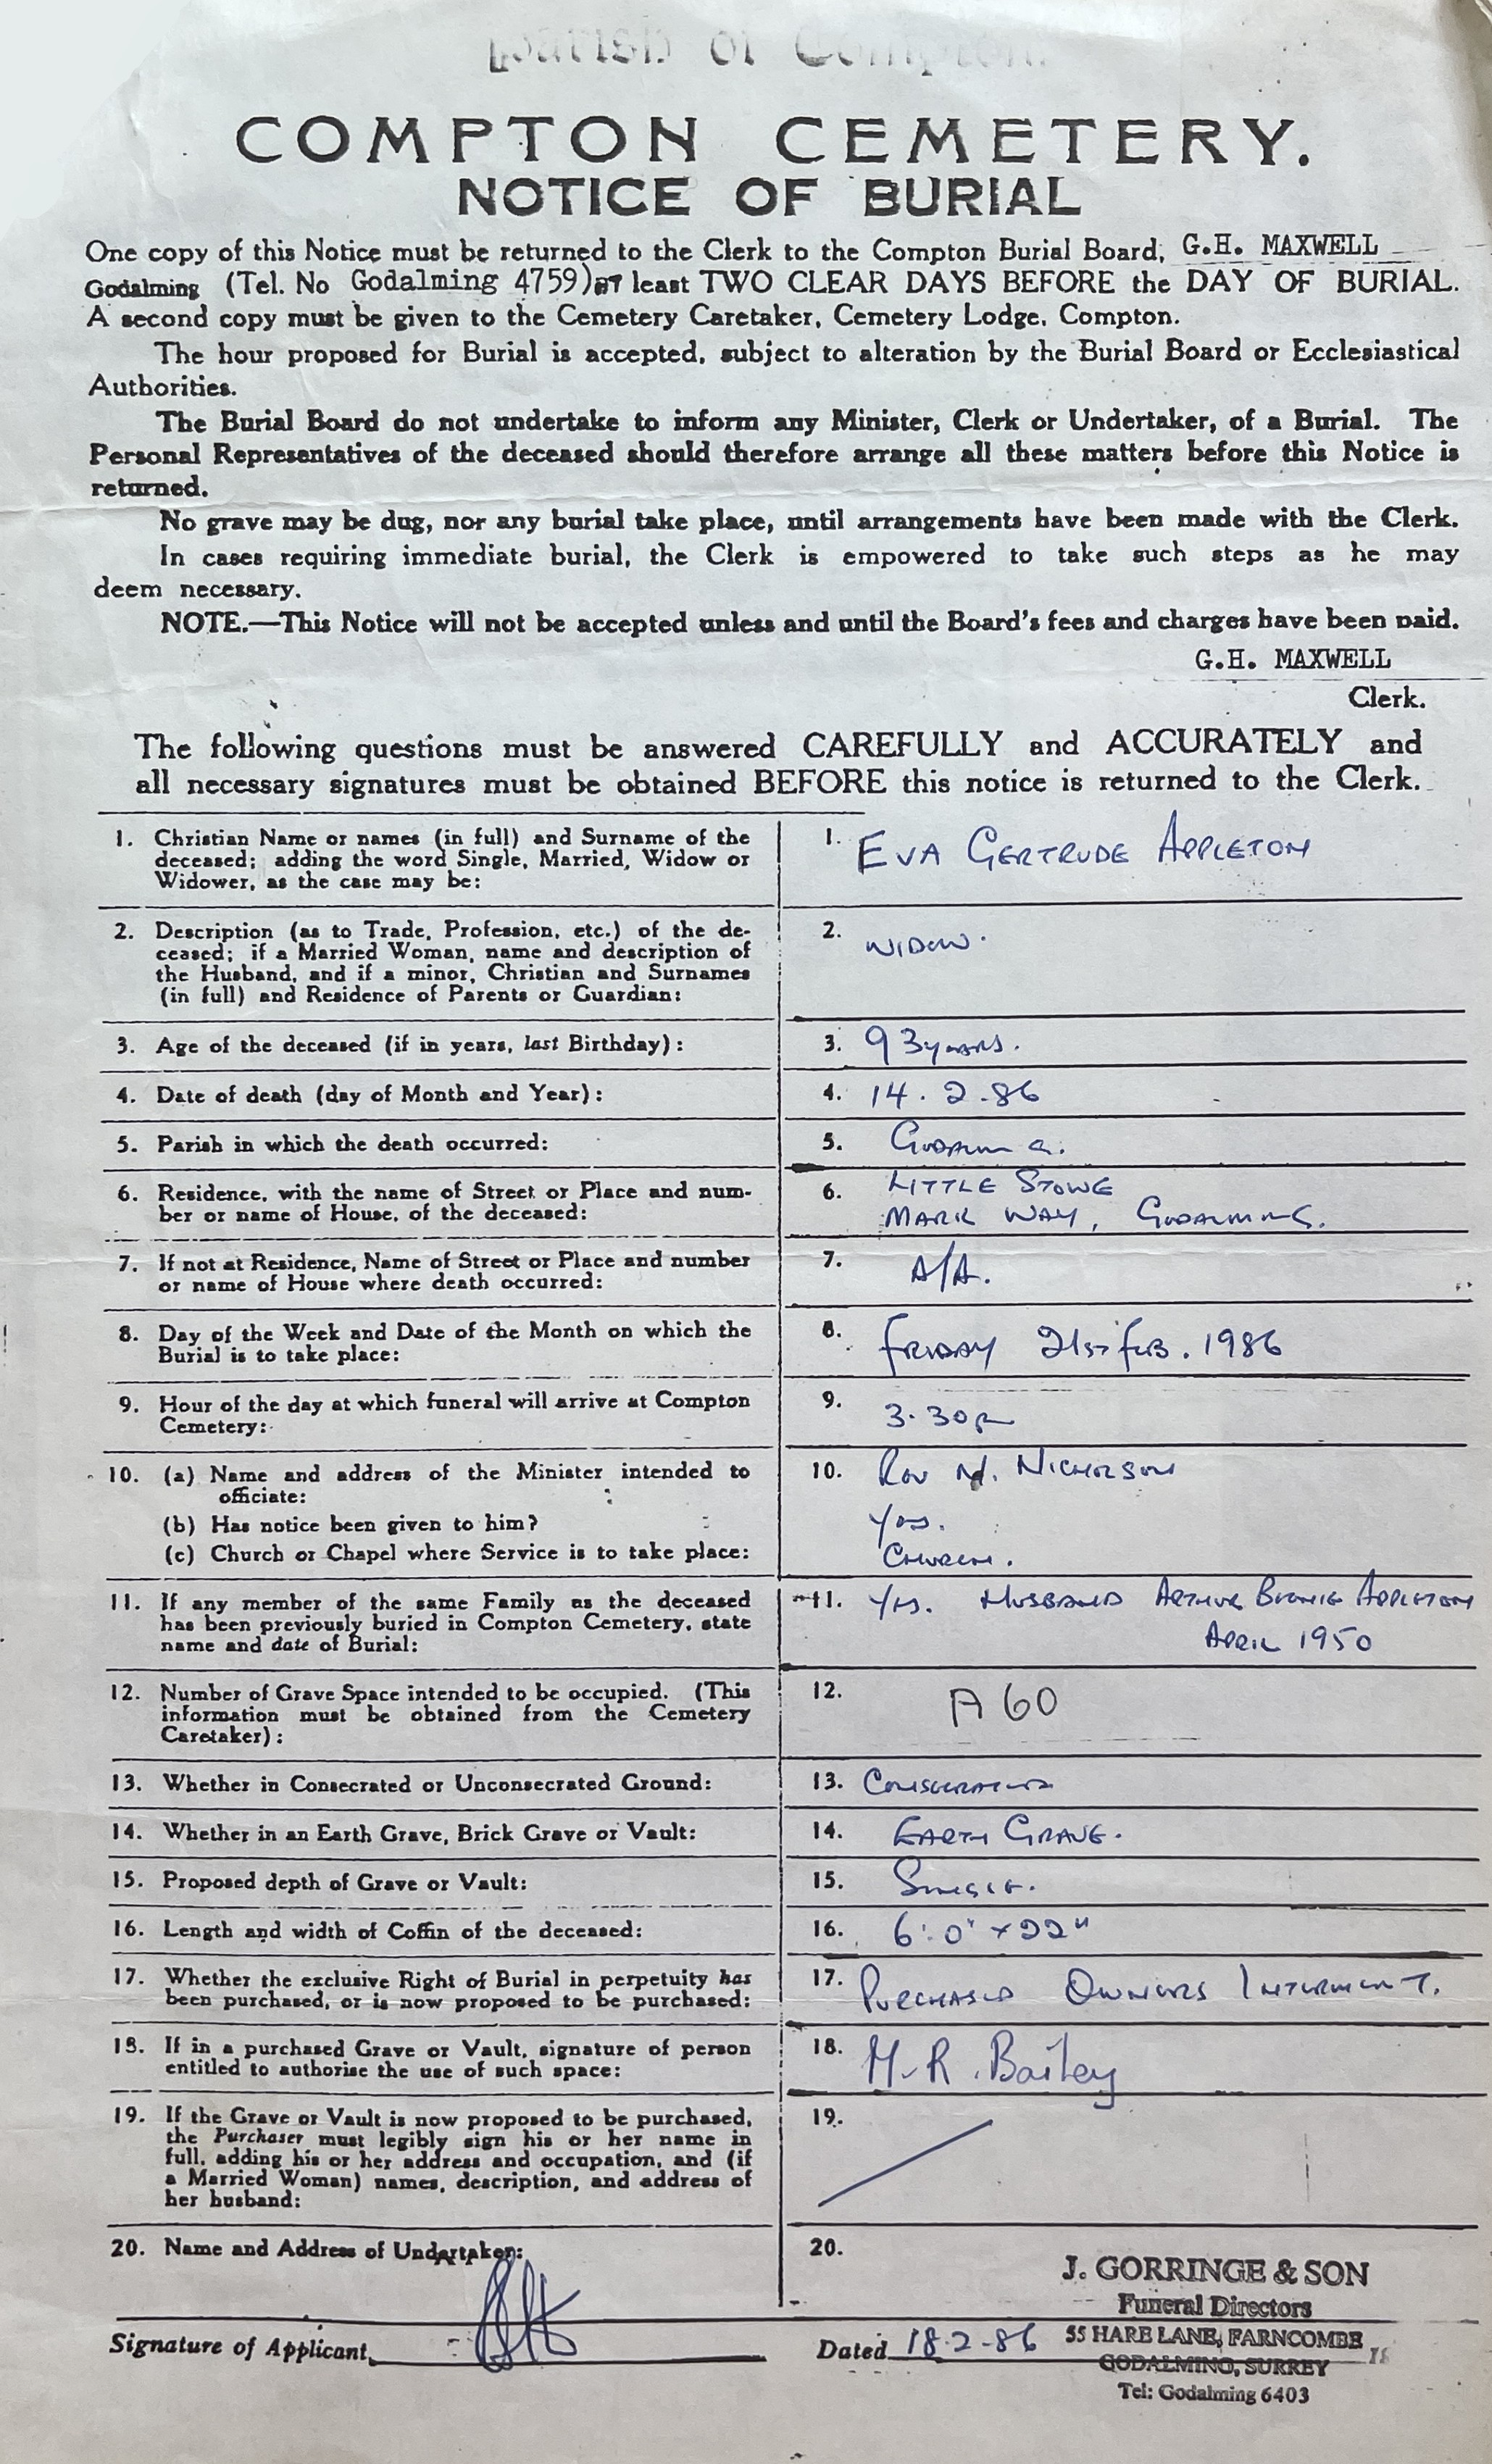 Parish of Compton.
COMPTON CEMETERY.
NOTICE OF BURIAL
One copy of this Notice must be returned to the Clerk to the Compton Burial Board, G.H. MAXWELL
Godalming (Tel. No Godalming 4759) at least TWO CLEAR DAYS BEFORE the DAY OF BURIAL.
A second copy must be given to the Cemetery Caretaker, Cemetery Lodge, Compton.
The hour proposed for Burial is accepted, subject to alteration by the Burial Board or Ecclesiastical
Authorities.
The Burial Board do not undertake to inform any Minister, Clerk or Undertaker, of a Burial. The
Personal Representatives of the deceased should therefore arrange all these matters before this Notice is
returned.
No grave may be dug, nor any burial take place, until arrangements have been made with the Clerk.
In cases requiring immediate burial, the Clerk is empowered to take such steps as he may
deem necessary.
NOTE.—This Notice will not be accepted unless and until the Board's fees and charges have been paid.
G.H. MAXWELL
Clerk.
The following questions must be answered CAREFULLY and ACCURATELY and
all necessary signatures must be obtained BEFORE this notice is returned to the Clerk.
1. Christian Name or names (in full) and Surname of the
deceased; adding the word Single, Married, Widow or
Widower, as the case may be:
1. EVA GERTRUDE APPLETON
2. Description (as to Trade, Profession, etc.) of the de-
ceased; if a Married Woman, name and description of
the Husband, and if a minor, Christian and Surnames
(in full) and Residence of Parents or Guardian:
2. WIDOW.
3. Age of the deceased (if in years, last Birthday):
3. 93 years.
4. Date of death (day of Month and Year):
4. 14.2.86
5. Parish in which the death occurred:
5. GODALMING.
6. Residence, with the name of Street or Place and num-
ber or name of House, of the deceased:
6. LITTLE STOWE
MARK WAY, GODALMING.
7. If not at Residence, Name of Street or Place and number
or name of House where death occurred:
7. A/A.
8. Day of the Week and Date of the Month on which the
Burial is to take place:
8. FRIDAY 21ST FEB. 1986
9. Hour of the day at which funeral will arrive at Compton
Cemetery:
9. 3.30pm
10. (a) Name and address of the Minister intended to
officiate:
(b) Has notice been given to him?
(c) Church or Chapel where Service is to take place:
10. REV N. NICHOLSON
YES.
CHURCH.
11. If any member of the same Family as the deceased
has been previously buried in Compton Cemetery, state
name and date of Burial:
11. YES. HUSBAND ARTHUR APPLETON
APRIL 1950
12. Number of Grave Space intended to be occupied. (This
information must be obtained from the Cemetery
Caretaker):
12. A 60
13. Whether in Consecrated or Unconsecrated Ground:
13. CONSECRATED
14. Whether in an Earth Grave, Brick Grave or Vault:
14. EARTH GRAVE.
15. Proposed depth of Grave or Vault:
15. SINGLE.
16. Length and width of Coffin of the deceased:
16. 6'.0" x 22"
17. Whether the exclusive Right of Burial in perpetuity has
been purchased, or is now proposed to be purchased:
17. PURCHASED OWNERS INTERMENT.
18. If in a purchased Grave or Vault, signature of person
entitled to authorise the use of such space:
18. M.R. Bailey
19. If the Grave or Vault is now proposed to be purchased,
the Purchaser must legibly sign his or her name in
full, adding his or her address and occupation, and (if
a Married Woman) names, description, and address of
her husband:
19.
20. Name and Address of Undertaker:
20.
J. GORRINGE & SON
Funeral Directors
55 HARE LANE, FARNCOMBE
GODALMING, SURREY
Tel: Godalming 6403
Signature of Applicant
Dated 18.2.86